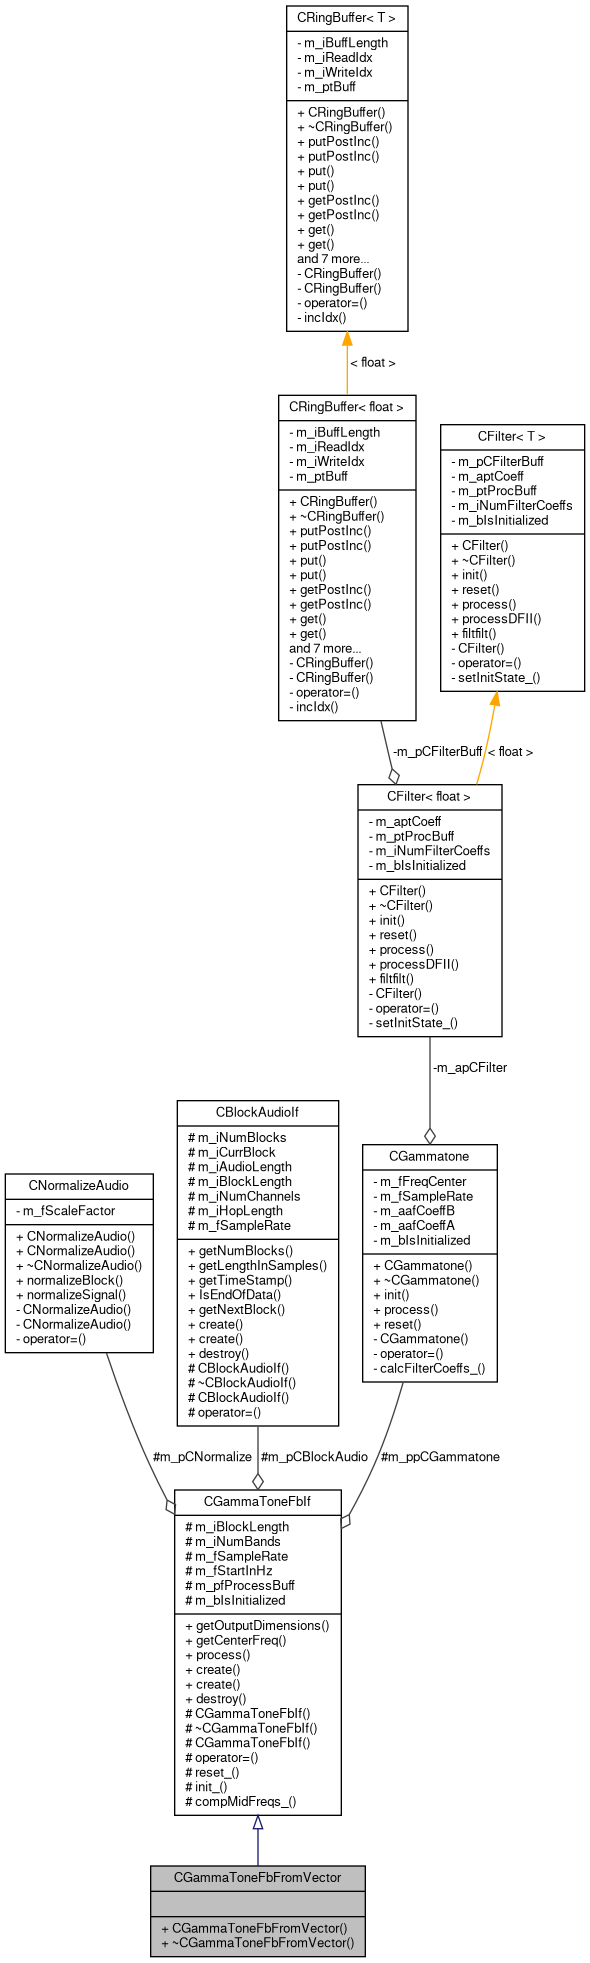 CRingBuffer< T >
- m_iBuffLength
- m_iReadIdx
- m_iWriteIdx
- m_ptBuff
+ CRingBuffer()
+ ~CRingBuffer()
+ putPostInc()
+ putPostInc()
+ put()
+ put()
+ getPostInc()
+ getPostInc()
+ get()
+ get()
and 7 more...
- CRingBuffer()
- CRingBuffer()
- operator=()
- incIdx()
< float >
CRingBuffer< float >
- m_iBuffLength
- m_iReadIdx
- m_iWriteIdx
- m_ptBuff
+ CRingBuffer()
+ ~CRingBuffer()
+ putPostInc()
+ putPostInc()
+ put()
+ put()
+ getPostInc()
+ getPostInc()
+ get()
+ get()
and 7 more...
- CRingBuffer()
- CRingBuffer()
- operator=()
- incIdx()
CFilter< T >
- m_pCFilterBuff
- m_aptCoeff
- m_ptProcBuff
- m_iNumFilterCoeffs
- m_bIsInitialized
+ CFilter()
+ ~CFilter()
+ init()
+ reset()
+ process()
+ processDFII()
+ filtfilt()
- CFilter()
- operator=()
- setInitState_()
-m_pCFilterBuff
< float >
CFilter< float >
- m_aptCoeff
- m_ptProcBuff
- m_iNumFilterCoeffs
- m_bIsInitialized
+ CFilter()
+ ~CFilter()
+ init()
+ reset()
+ process()
+ processDFII()
+ filtfilt()
- CFilter()
- operator=()
- setInitState_()
-m_apCFilter
CNormalizeAudio
- m_fScaleFactor
+ CNormalizeAudio()
+ CNormalizeAudio()
+ ~CNormalizeAudio()
+ normalizeBlock()
+ normalizeSignal()
- CNormalizeAudio()
- CNormalizeAudio()
- operator=()
CBlockAudioIf
# m_iNumBlocks
# m_iCurrBlock
# m_iAudioLength
# m_iBlockLength
# m_iNumChannels
# m_iHopLength
# m_fSampleRate
+ getNumBlocks()
+ getLengthInSamples()
+ getTimeStamp()
+ IsEndOfData()
+ getNextBlock()
+ create()
+ create()
+ destroy()
# CBlockAudioIf()
# ~CBlockAudioIf()
# CBlockAudioIf()
# operator=()
CGammatone
- m_fFreqCenter
- m_fSampleRate
- m_aafCoeffB
- m_aafCoeffA
- m_bIsInitialized
+ CGammatone()
+ ~CGammatone()
+ init()
+ process()
+ reset()
- CGammatone()
- operator=()
- calcFilterCoeffs_()
#m_pCNormalize
#m_pCBlockAudio
#m_ppCGammatone
CGammaToneFbIf
# m_iBlockLength
# m_iNumBands
# m_fSampleRate
# m_fStartInHz
# m_pfProcessBuff
# m_bIsInitialized
+ getOutputDimensions()
+ getCenterFreq()
+ process()
+ create()
+ create()
+ destroy()
# CGammaToneFbIf()
# ~CGammaToneFbIf()
# CGammaToneFbIf()
# operator=()
# reset_()
# init_()
# compMidFreqs_()
CGammaToneFbFromVector
+ CGammaToneFbFromVector()
+ ~CGammaToneFbFromVector()